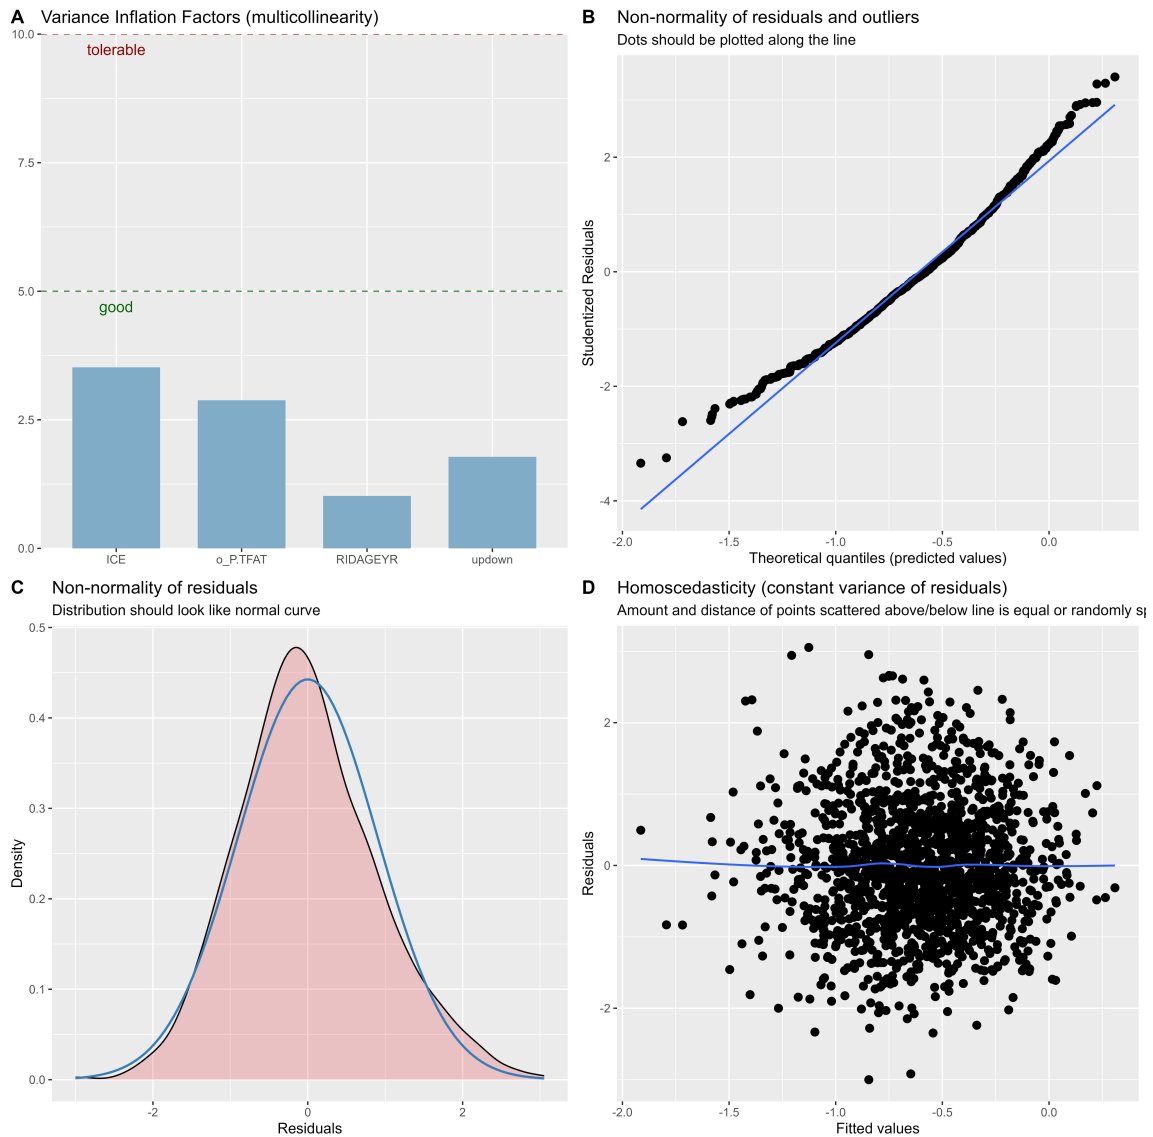 A Variance Inflation Factors (multicollinearity)
10.0
tolerable
7.5
5.0
good
2.5
0.0
ICE o_P.TFAT RIDAGEYR updown
B Non-normality of residuals and outliers
Dots should be plotted along the line
Studentized Residuals
2
0
-2
-4
-2.0 -1.5 -1.0 -0.5 0.0
Theoretical quantiles (predicted values)
C Non-normality of residuals
Distribution should look like normal curve
Density
0.5
0.4
0.3
0.2
0.1
0.0
-2 0 2
Residuals
D Homoscedasticity (constant variance of residuals)
Amount and distance of points scattered above/below line is equal or randomly sp
Residuals
2
0
-2
-2.0 -1.5 -1.0 -0.5 0.0
Fitted values